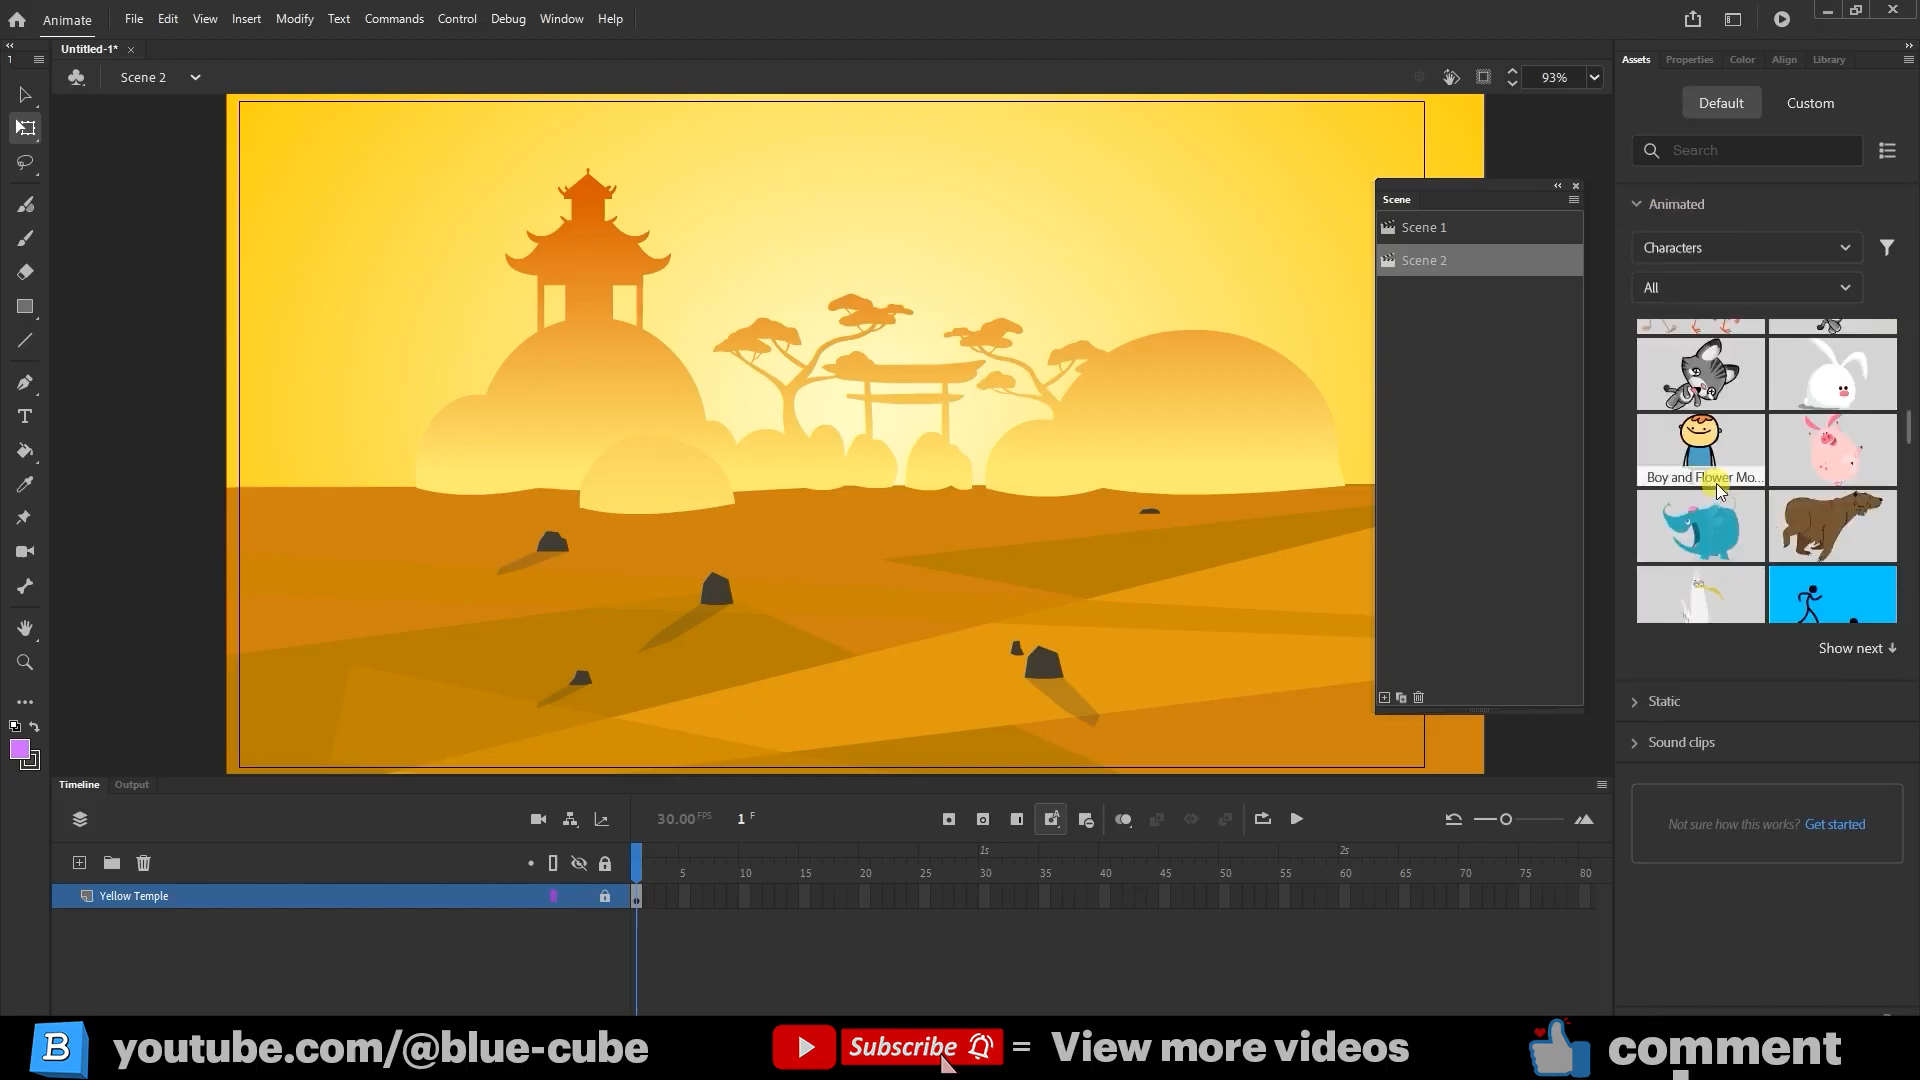 Animate File Edit View Insert Modify Text Commands Control Debug Window Help
Untitled-1* ×
Scene 2
93%
Assets Properties Color Align Library
Default Custom
Search
Animated
Characters
All
Boy and Flower Mo...
Show next
Static
Sound clips
Not sure how this works? Get started
Scene
Scene 1
Scene 2
Timeline Output
30.00 FPS 1 F
1s 2s
5 10 15 20 25 30 35 40 45 50 55 60 65 70 75 80
Yellow Temple
B youtube.com/@blue-cube Subscribe = View more videos comment